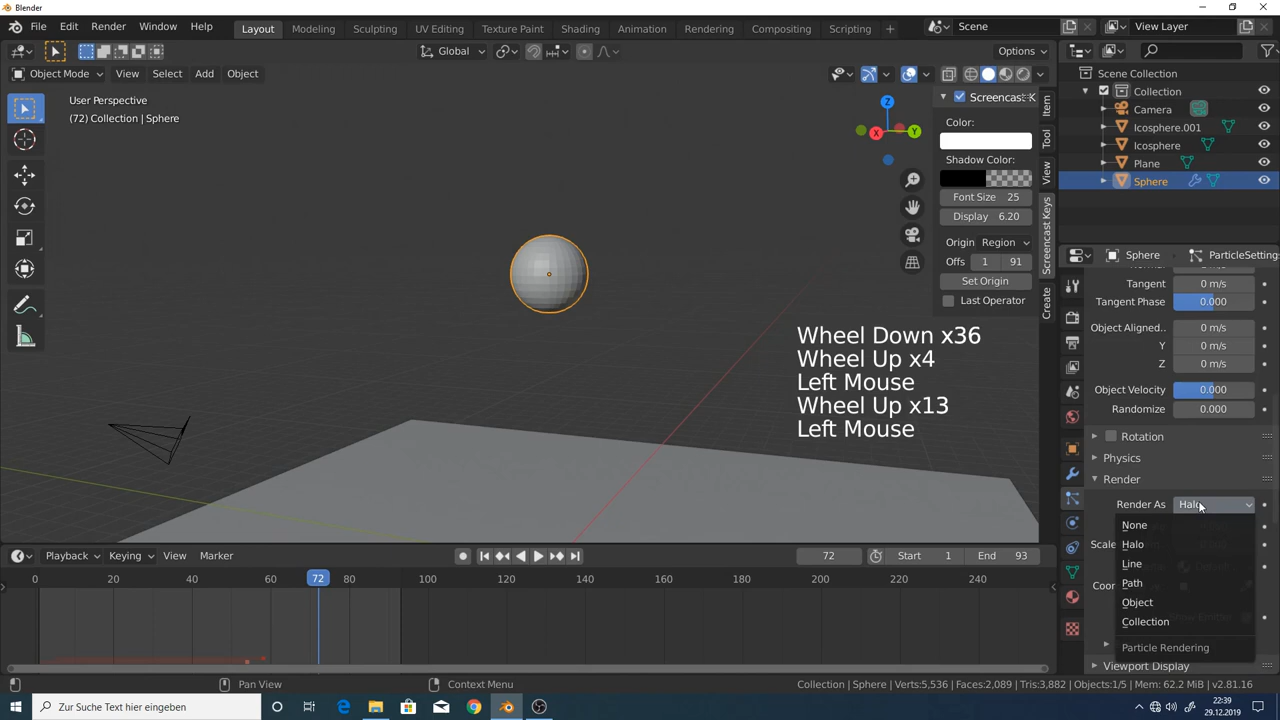 Blender
File Edit Render Window Help Layout Modeling Sculpting UV Editing Texture Paint Shading Animation Rendering Compositing Scripting + Scene View Layer
Global Options
Object Mode View Select Add Object
User Perspective
(72) Collection | Sphere
Z
X
Y
Screencast K
Color:
Shadow Color:
Font Size 25
Display 6.20
Origin Region
Offs 1 91
Set Origin
Last Operator
Item
Tool
View
Screencast Keys
Create
Wheel Down x36
Wheel Up x4
Left Mouse
Wheel Up x13
Left Mouse
Scene Collection
Collection
Camera
Icosphere.001
Icosphere
Plane
Sphere
Sphere ParticleSetting
Tangent 0 m/s
Tangent Phase 0.000
Object Aligned.. 0 m/s
Y 0 m/s
Z 0 m/s
Object Velocity 0.000
Randomize 0.000
Rotation
Physics
Render
Render As Halo
None
Halo
Line
Path
Object
Collection
Particle Rendering
Viewport Display
Playback Keying View Marker 72 Start 1 End 93
0 20 40 60 72 80 100 120 140 160 180 200 220 240
Pan View Context Menu
Collection | Sphere | Verts:5,536 | Faces:2,089 | Tris:3,882 | Objects:1/5 | Mem: 62.2 MiB | v2.81.16
Zur Suche Text hier eingeben
22:39
29.12.2019